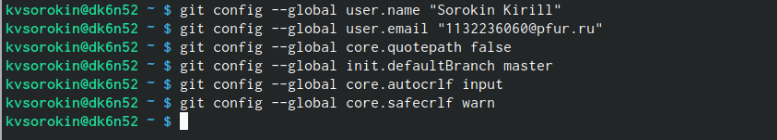 kvsorokin@dk6n52 ~ $ git config --global user.name "Sorokin Kirill"
kvsorokin@dk6n52 ~ $ git config --global user.email "1132236060@pfur.ru"
kvsorokin@dk6n52 ~ $ git config --global core.quotepath false
kvsorokin@dk6n52 ~ $ git config --global init.defaultBranch master
kvsorokin@dk6n52 ~ $ git config --global core.autocrlf input
kvsorokin@dk6n52 ~ $ git config --global core.safecrlf warn
kvsorokin@dk6n52 ~ $